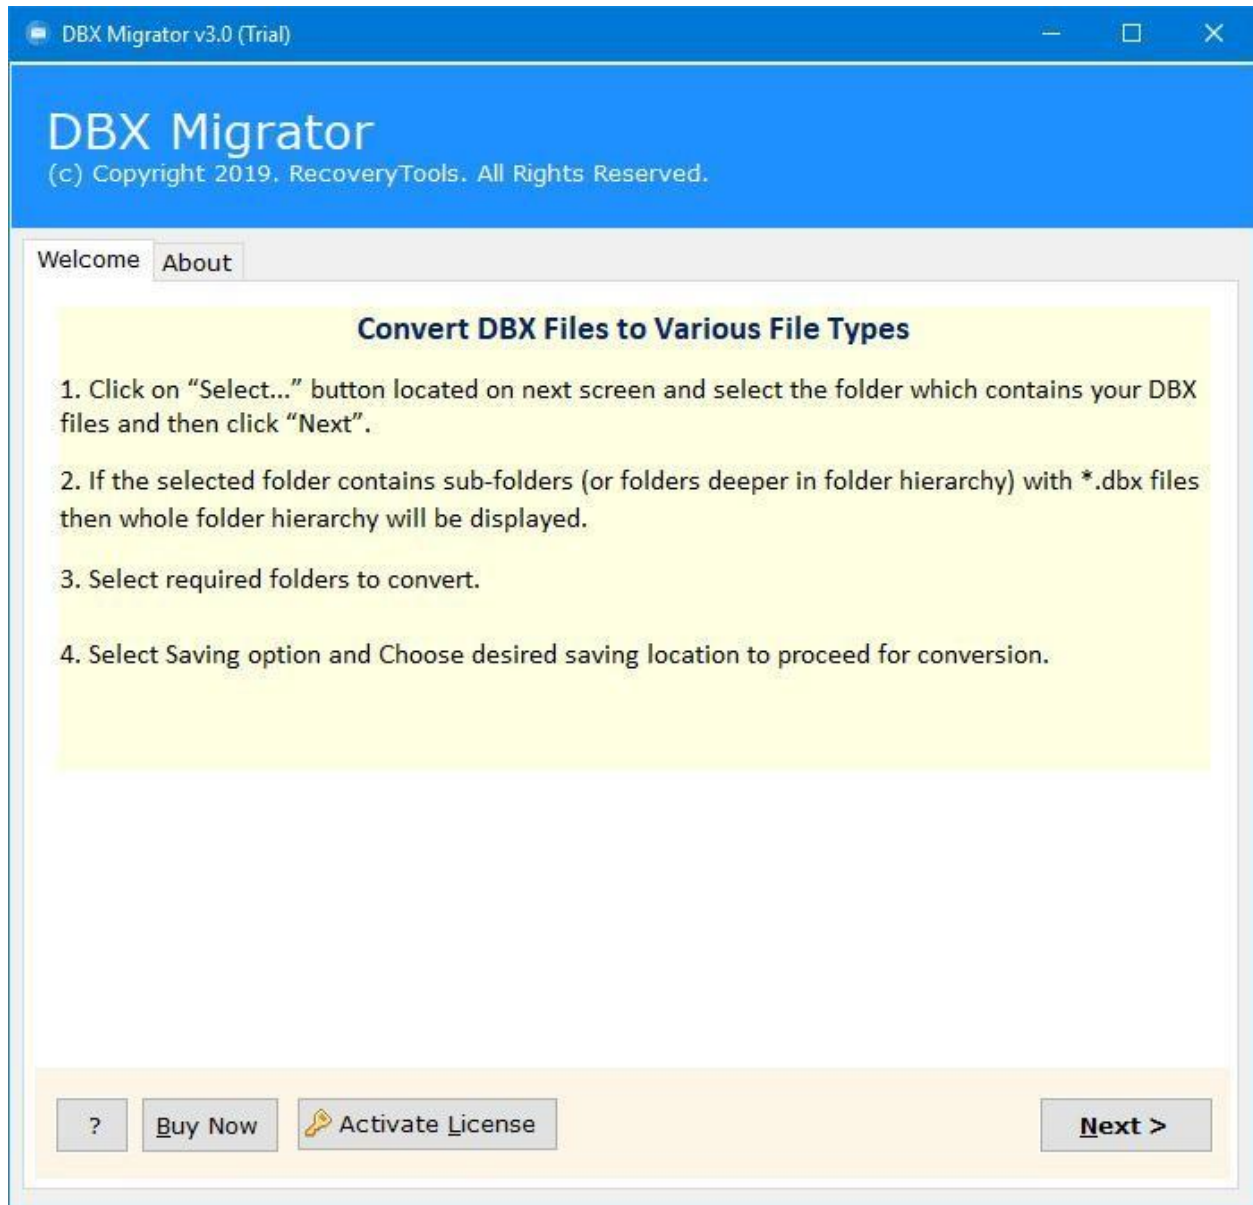 DBX Migrator v3.0 (Trial)
DBX Migrator
(c) Copyright 2019. RecoveryTools. All Rights Reserved.
Welcome About
Convert DBX Files to Various File Types
1. Click on “Select...” button located on next screen and select the folder which contains your DBX
files and then click “Next”.
2. If the selected folder contains sub-folders (or folders deeper in folder hierarchy) with *.dbx files
then whole folder hierarchy will be displayed.
3. Select required folders to convert.
4. Select Saving option and Choose desired saving location to proceed for conversion.
? Buy Now Activate License Next >